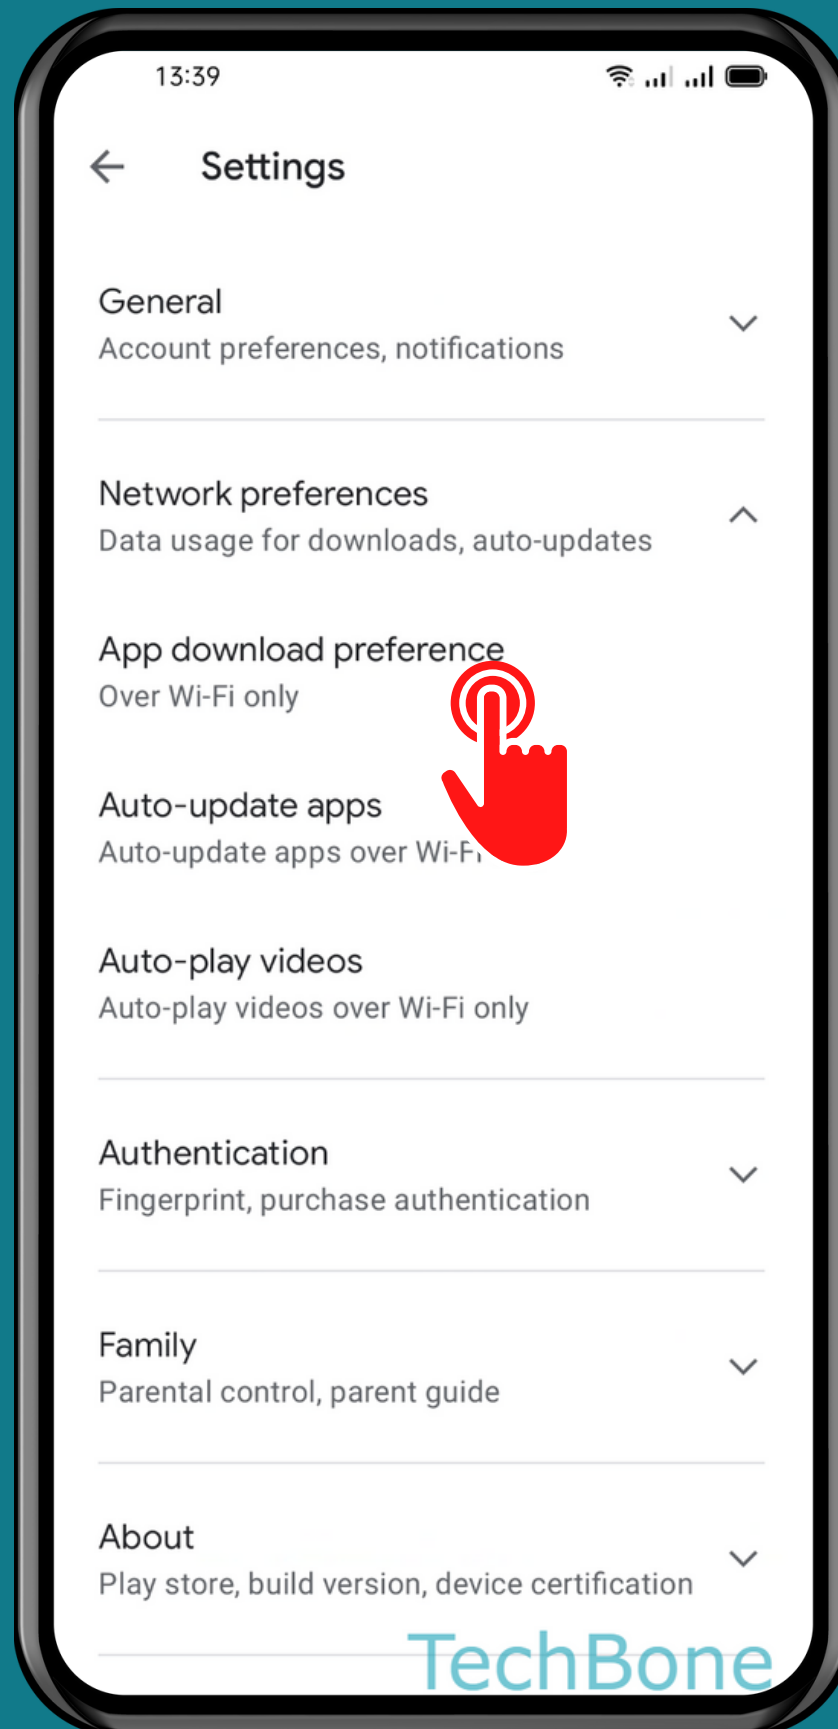 13:39
Settings
General
Account preferences, notifications
Network preferences
Data usage for downloads, auto-updates
App download preference
Over Wi-Fi only
Auto-update apps
Auto-update apps over Wi-Fi
Auto-play videos
Auto-play videos over Wi-Fi only
Authentication
Fingerprint, purchase authentication
Family
Parental control, parent guide
About
Play store, build version, device certification
TechBone